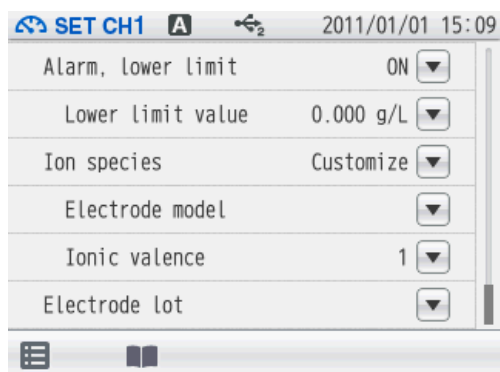 SET CH1 A 2 2011/01/01 15:09
Alarm, lower limit ON
Lower limit value 0.000 g/L
Ion species Customize
Electrode model
Ionic valence 1
Electrode lot